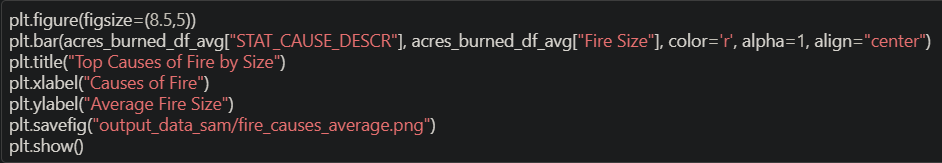 plt.figure(figsize=(8.5,5))
plt.bar(acres_burned_df_avg["STAT_CAUSE_DESCR"], acres_burned_df_avg["Fire Size"], color='r', alpha=1, align="center")
plt.title("Top Causes of Fire by Size")
plt.xlabel("Causes of Fire")
plt.ylabel("Average Fire Size")
plt.savefig("output_data_sam/fire_causes_average.png")
plt.show()